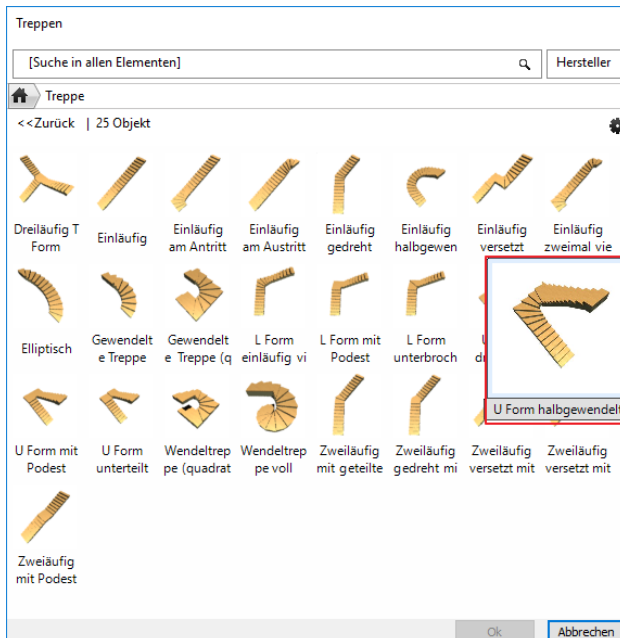 Treppen
[Suche in allen Elementen]
Hersteller
Treppe
<<Zurück | 25 Objekt
Dreiläufig T
Form
Einläufig
Einläufig
am Antritt
Einläufig
am Austritt
Einläufig
gedreht
Einläufig
halbgewen
Einläufig
versetzt
Einläufig
zweimal vie
Elliptisch
Gewendelt
e Treppe
Gewendelt
e Treppe (q
L Form
einläufig vi
L Form mit
Podest
L Form
unterbroch
U Form halbgewendelt
U Form mit
Podest
U Form
unterteilt
Wendeltrep
pe (quadrat
Wendeltrep
pe voll
Zweiläufig
mit geteilte
Zweiläufig
gedreht mi
Zweiläufig
versetzt mit
Zweiläufig
versetzt mit
Zweiäufig
mit Podest
Ok
Abbrechen